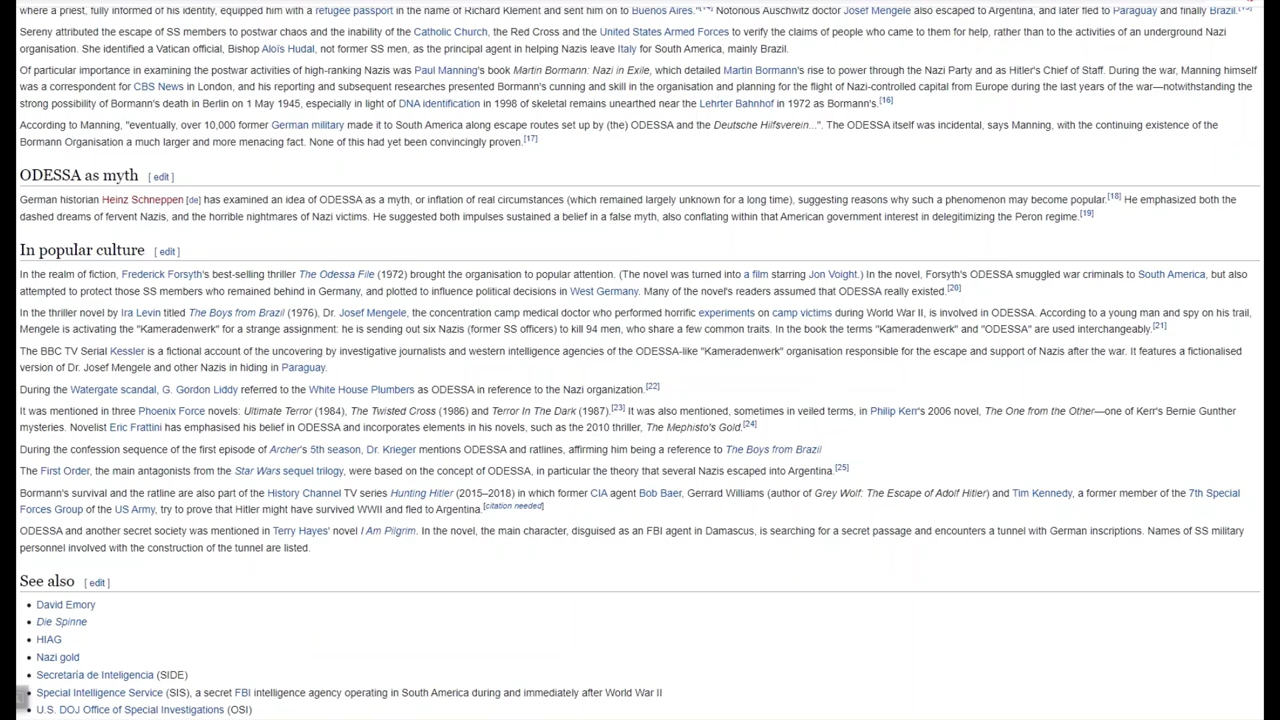 where a priest, fully informed of his identity, equipped him with a refugee passport in the name of Richard Klement and sent him on to Buenos Aires."[14] Notorious Auschwitz doctor Josef Mengele also escaped to Argentina, and later fled to Paraguay and finally Brazil.[15]
Sereny attributed the escape of SS members to postwar chaos and the inability of the Catholic Church, the Red Cross and the United States Armed Forces to verify the claims of people who came to them for help, rather than to the activities of an underground Nazi
organisation. She identified a Vatican official, Bishop Aloïs Hudal, not former SS men, as the principal agent in helping Nazis leave Italy for South America, mainly Brazil.
Of particular importance in examining the postwar activities of high-ranking Nazis was Paul Manning's book Martin Bormann: Nazi in Exile, which detailed Martin Bormann's rise to power through the Nazi Party and as Hitler's Chief of Staff. During the war, Manning himself
was a correspondent for CBS News in London, and his reporting and subsequent researches presented Bormann's cunning and skill in the organisation and planning for the flight of Nazi-controlled capital from Europe during the last years of the war—notwithstanding the
strong possibility of Bormann's death in Berlin on 1 May 1945, especially in light of DNA identification in 1998 of skeletal remains unearthed near the Lehrter Bahnhof in 1972 as Bormann's.[16]
According to Manning, "eventually, over 10,000 former German military made it to South America along escape routes set up by (the) ODESSA and the Deutsche Hilfsverein...". The ODESSA itself was incidental, says Manning, with the continuing existence of the
Bormann Organisation a much larger and more menacing fact. None of this had yet been convincingly proven.[17]
ODESSA as myth [ edit ]
German historian Heinz Schneppen [de] has examined an idea of ODESSA as a myth, or inflation of real circumstances (which remained largely unknown for a long time), suggesting reasons why such a phenomenon may become popular.[18] He emphasized both the
dashed dreams of fervent Nazis, and the horrible nightmares of Nazi victims. He suggested both impulses sustained a belief in a false myth, also conflating within that American government interest in delegitimizing the Peron regime.[19]
In popular culture [ edit ]
In the realm of fiction, Frederick Forsyth's best-selling thriller The Odessa File (1972) brought the organisation to popular attention. (The novel was turned into a film starring Jon Voight.) In the novel, Forsyth's ODESSA smuggled war criminals to South America, but also
attempted to protect those SS members who remained behind in Germany, and plotted to influence political decisions in West Germany. Many of the novel's readers assumed that ODESSA really existed.[20]
In the thriller novel by Ira Levin titled The Boys from Brazil (1976), Dr. Josef Mengele, the concentration camp medical doctor who performed horrific experiments on camp victims during World War II, is involved in ODESSA. According to a young man and spy on his trail,
Mengele is activating the "Kameradenwerk" for a strange assignment: he is sending out six Nazis (former SS officers) to kill 94 men, who share a few common traits. In the book the terms "Kameradenwerk" and "ODESSA" are used interchangeably.[21]
The BBC TV Serial Kessler is a fictional account of the uncovering by investigative journalists and western intelligence agencies of the ODESSA-like "Kameradenwerk" organisation responsible for the escape and support of Nazis after the war. It features a fictionalised
version of Dr. Josef Mengele and other Nazis in hiding in Paraguay.
During the Watergate scandal, G. Gordon Liddy referred to the White House Plumbers as ODESSA in reference to the Nazi organization.[22]
It was mentioned in three Phoenix Force novels: Ultimate Terror (1984), The Twisted Cross (1986) and Terror In The Dark (1987).[23] It was also mentioned, sometimes in veiled terms, in Philip Kerr's 2006 novel, The One from the Other—one of Kerr's Bernie Gunther
mysteries. Novelist Eric Frattini has emphasised his belief in ODESSA and incorporates elements in his novels, such as the 2010 thriller, The Mephisto's Gold.[24]
During the confession sequence of the first episode of Archer's 5th season, Dr. Krieger mentions ODESSA and ratlines, affirming him being a reference to The Boys from Brazil
The First Order, the main antagonists from the Star Wars sequel trilogy, were based on the concept of ODESSA, in particular the theory that several Nazis escaped into Argentina.[25]
Bormann's survival and the ratline are also part of the History Channel TV series Hunting Hitler (2015–2018) in which former CIA agent Bob Baer, Gerrard Williams (author of Grey Wolf: The Escape of Adolf Hitler) and Tim Kennedy, a former member of the 7th Special
Forces Group of the US Army, try to prove that Hitler might have survived WWII and fled to Argentina.[citation needed]
ODESSA and another secret society was mentioned in Terry Hayes' novel I Am Pilgrim. In the novel, the main character, disguised as an FBI agent in Damascus, is searching for a secret passage and encounters a tunnel with German inscriptions. Names of SS military
personnel involved with the construction of the tunnel are listed.
See also [ edit ]
• David Emory
• Die Spinne
• HIAG
• Nazi gold
• Secretaría de Inteligencia (SIDE)
• Special Intelligence Service (SIS), a secret FBI intelligence agency operating in South America during and immediately after World War II
• U.S. DOJ Office of Special Investigations (OSI)